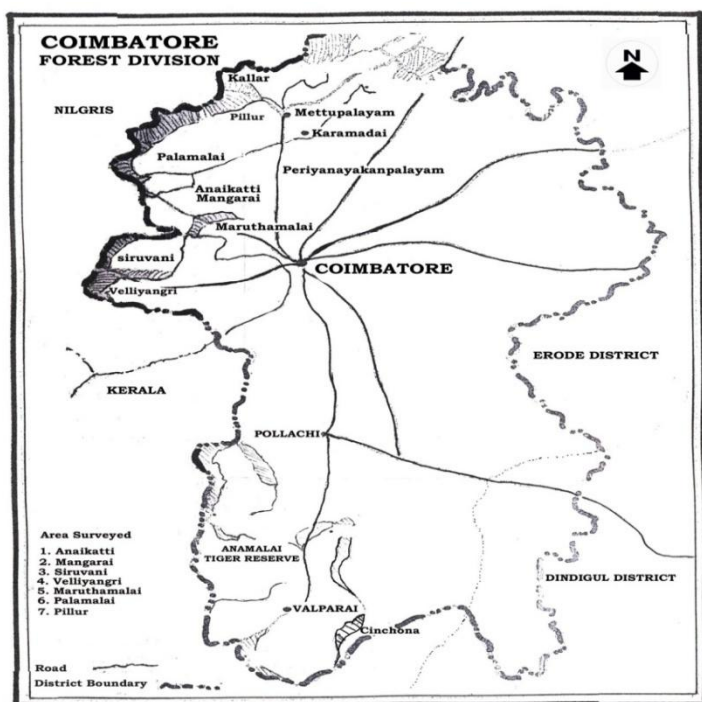 COIMBATORE
FOREST DIVISION
N
Kallar
NILGRIS
Pillur
Mettupalayam
Karamadai
Palamalai
Periyanayakanpalayam
Anaikatti
Mangarai
Maruthamalai
siruvani
COIMBATORE
Velliyangri
ERODE DISTRICT
KERALA
POLLACHI
Area Surveyed
1. Anaikatti
2. Mangarai
3. Siruvani
4. Velliyangri
5. Maruthamalai
6. Palamalai
7. Pillur
ANAMALAI
TIGER RESERVE
DINDIGUL DISTRICT
VALPARAI
Cinchona
Road
District Boundary